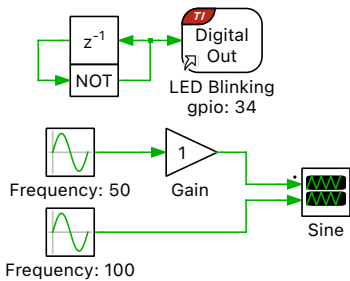 z-1
NOT
TI
Digital
Out
LED Blinking
gpio: 34
1
Frequency: 50
Gain
Frequency: 100
Sine